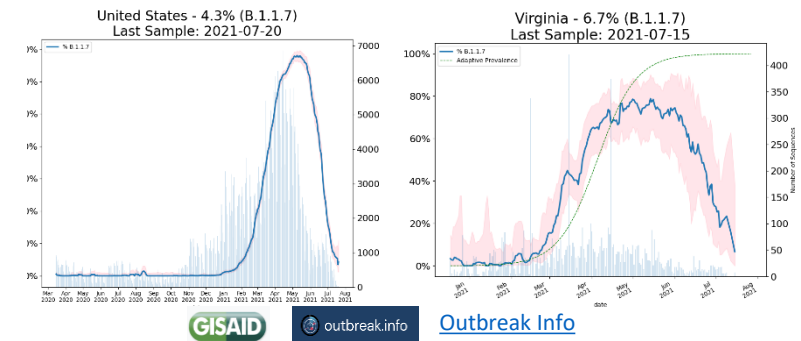 United States - 4.3% (B.1.1.7)
Last Sample: 2021-07-20
% B.1.1.7
7000
6000
5000
4000
3000
2000
1000
0
Mar 2020
Apr 2020
May 2020
Jun 2020
Jul 2020
Aug 2020
Sep 2020
Oct 2020
Nov 2020
Dec 2020
Jan 2021
Feb 2021
Mar 2021
Apr 2021
May 2021
Jun 2021
Jul 2021
Aug 2021
Virginia - 6.7% (B.1.1.7)
Last Sample: 2021-07-15
% B.1.1.7
Adaptive Prevalence
100%
80%
60%
40%
20%
0%
400
350
300
250
200
150
100
50
0
Number of Sequences
Jan 2021
Feb 2021
Mar 2021
Apr 2021
May 2021
Jun 2021
Jul 2021
Aug 2021
date
GISAID
outbreak.info
Outbreak Info